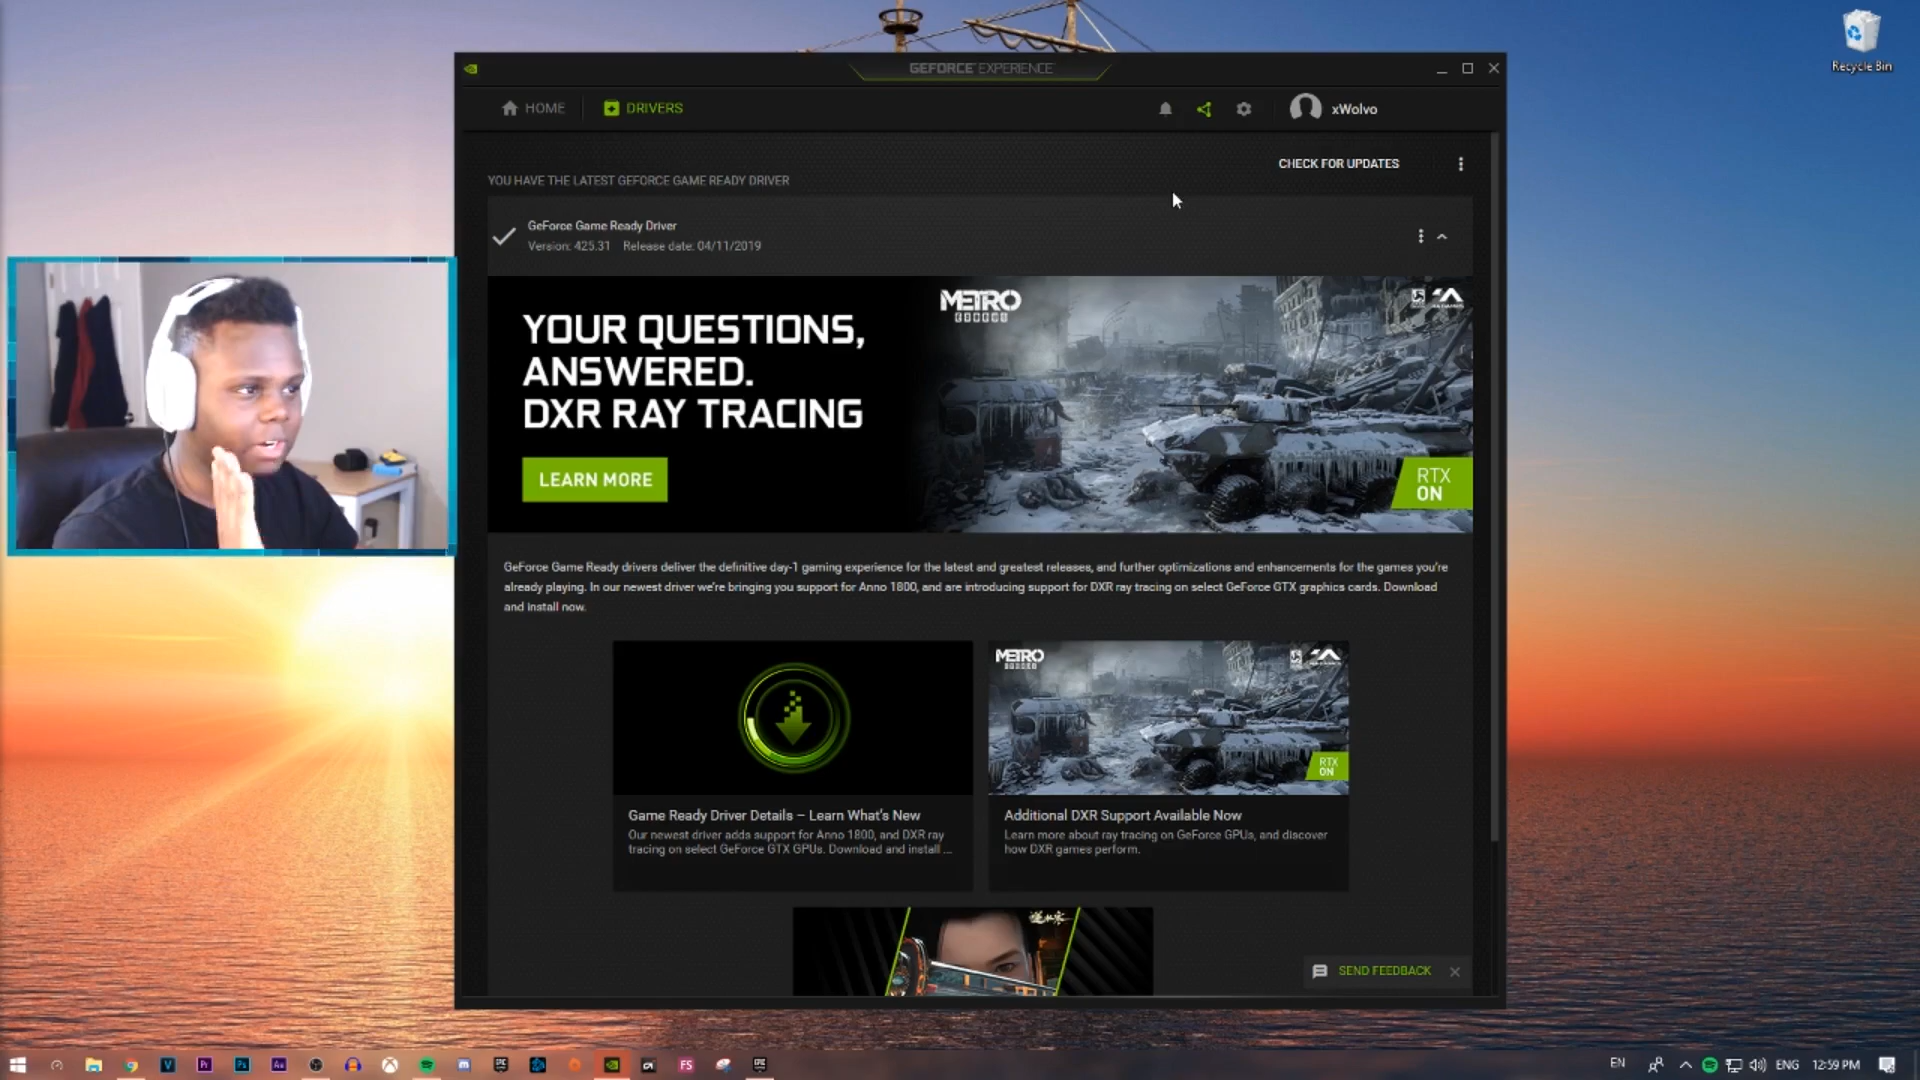 Recycle Bin
GEFORCE EXPERIENCE
HOME
DRIVERS
xWolvo
CHECK FOR UPDATES
YOU HAVE THE LATEST GEFORCE GAME READY DRIVER
GeForce Game Ready Driver
Version: 425.31 Release date: 04/11/2019
METRO
EXODUS
YOUR QUESTIONS,
ANSWERED.
DXR RAY TRACING
LEARN MORE
RTX
ON
GeForce Game Ready drivers deliver the definitive day-1 gaming experience for the latest and greatest releases, and further optimizations and enhancements for the games you're
already playing. In our newest driver we're bringing you support for Anno 1800, and are introducing support for DXR ray tracing on select GeForce GTX graphics cards. Download
and install now.
METRO
EXODUS
RTX
ON
Game Ready Driver Details – Learn What's New
Our newest driver adds support for Anno 1800, and DXR ray
tracing on select GeForce GTX GPUs. Download and install ...
Additional DXR Support Available Now
Learn more about ray tracing on GeForce GPUs, and discover
how DXR games perform.
SEND FEEDBACK
V
Pr
Ps
Ae
EPIC
FS
EPIC
EN
ENG
12:59 PM